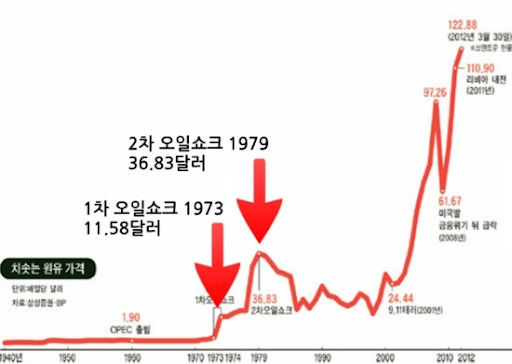 122.88
(2012년 3월 30일)
110.90
리비아 내전
(2011년)
97.26
2차 오일쇼크 1979
36.83달러
61.67
미국발
금융위기 뒤 급락
(2008년)
1차 오일쇼크 1973
11.58달러
치솟는 원유 가격
단위:배럴당 달러
자료:삼성증권·BP
1.90
OPEC 출범
1차오일쇼크
36.83
2차오일쇼크
24.44
9.11테러(2001년)
1940년 1950 1960 1970 1973 1974 1979 1990 2000 2010 2012